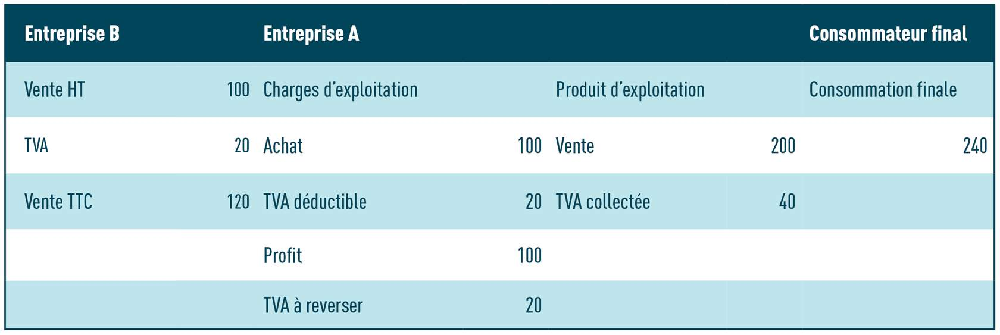 Entreprise B Entreprise A Consommateur final
Vente HT 100 Charges d’exploitation Produit d’exploitation Consommation finale
TVA 20 Achat 100 Vente 200 240
Vente TTC 120 TVA déductible 20 TVA collectée 40
Profit 100
TVA à reverser 20